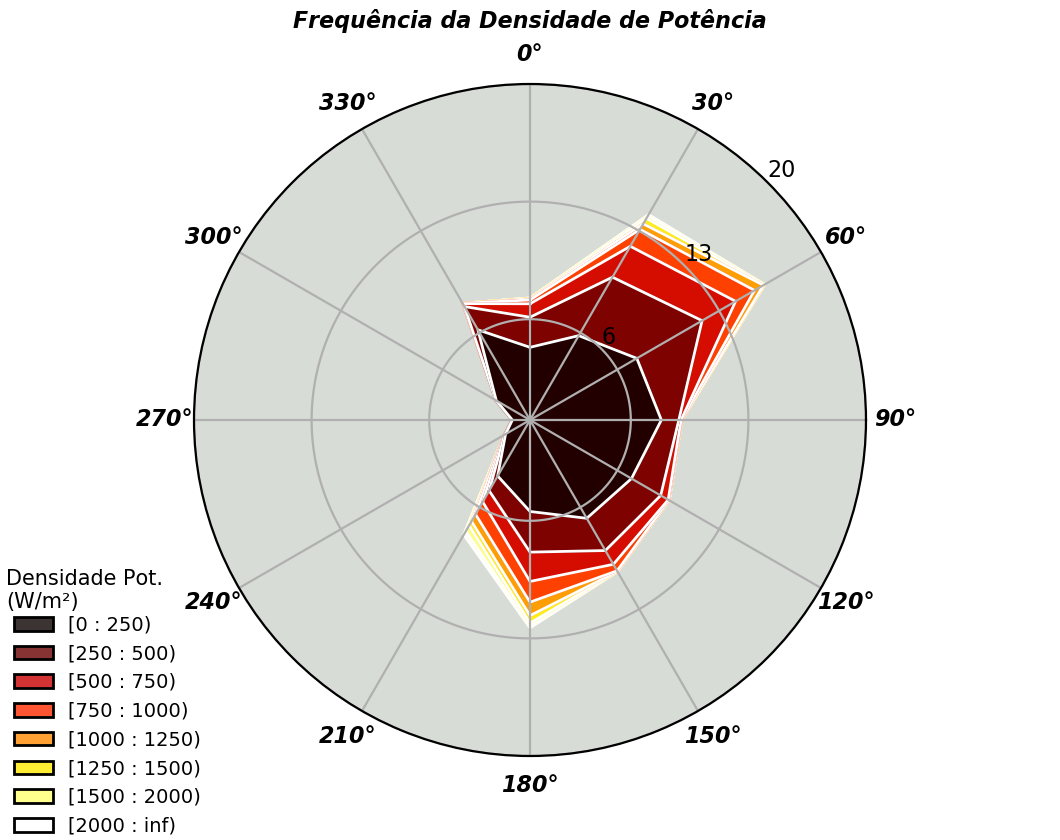 Frequência da Densidade de Potência
0°
330°
30°
20
300°
60°
13
6
270°
90°
240°
120°
210°
150°
180°
Densidade Pot.
(W/m²)
[0 : 250)
[250 : 500)
[500 : 750)
[750 : 1000)
[1000 : 1250)
[1250 : 1500)
[1500 : 2000)
[2000 : inf)